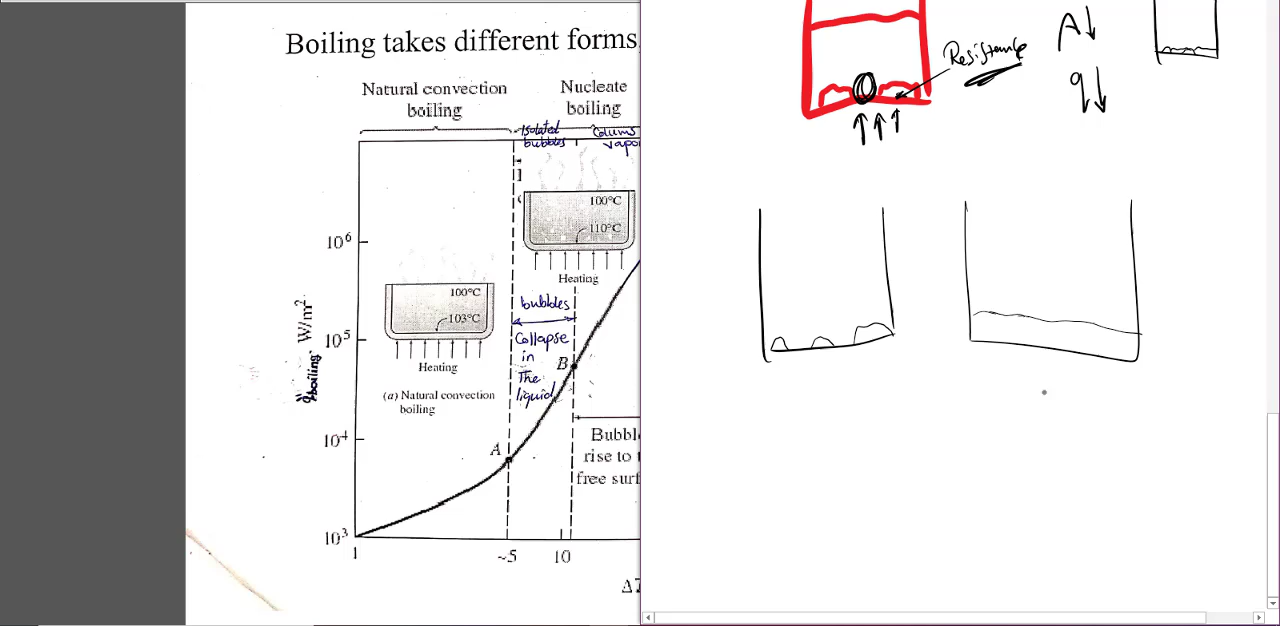 Boiling takes different forms,
Natural convection
boiling
Nucleate
boiling
Isolated
bubbles
Colums
vapo
100°C
110°C
Heating
10⁶
100°C
103°C
Heating
(a) Natural convection
boiling
bubbles
Collapse
in
The
liquid
q̈boiling. W/m²
10⁵
B
10⁴
A
Bubbl
rise to t
free surf
10³
1
~5
10
ΔT
Resistance
A↓
q↓